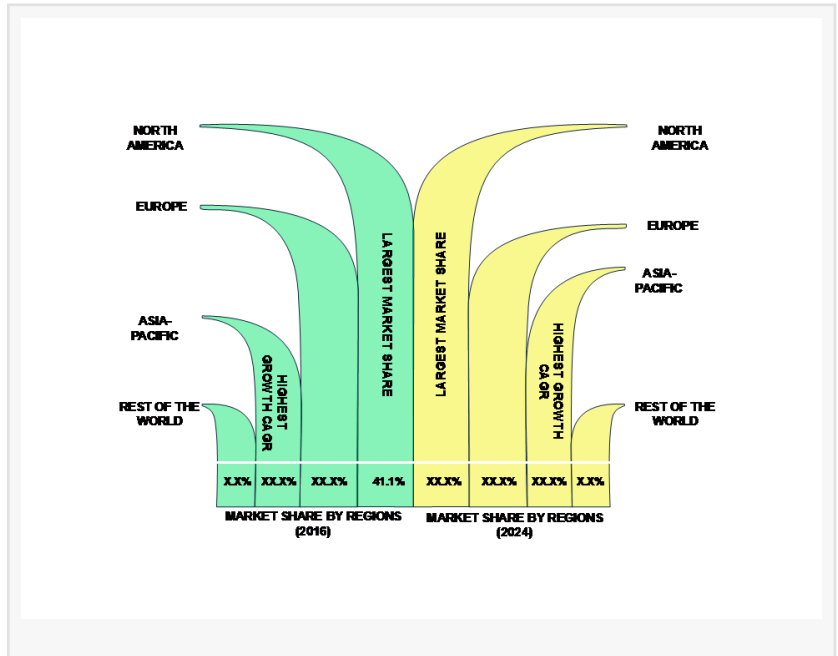 NORTH
AMERICA
NORTH
AMERICA
EUROPE
EUROPE
ASIA-
PACIFIC
ASIA-
PACIFIC
REST OF THE
WORLD
REST OF THE
WORLD
HIGHEST
GROWTH CAGR
LARGEST MARKET SHARE
LARGEST MARKET SHARE
HIGHEST GROWTH
CAGR
X.X%
XX.X%
XX.X%
41.1%
XX.X%
XX.X%
XX.X%
X.X%
MARKET SHARE BY REGIONS
(2016)
MARKET SHARE BY REGIONS
(2024)